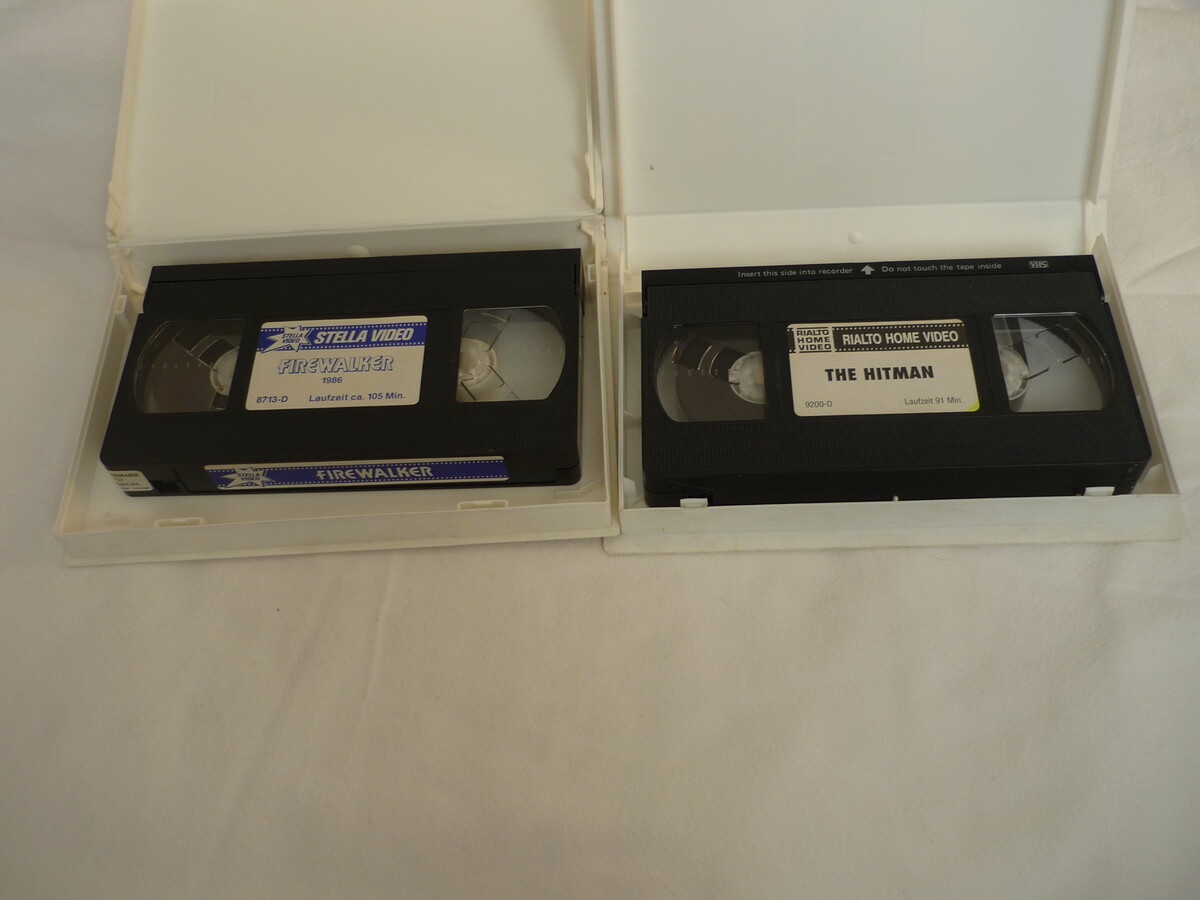 STELLA VIDEO
STELLA VIDEO
FIREWALKER
1986
8713-D Laufzeit ca. 105 Min.
STELLA VIDEO
FIREWALKER
Insert this side into recorder Do not touch the tape inside VHS
RIALTO
HOME
VIDEO
RIALTO HOME VIDEO
THE HITMAN
9200-D Laufzeit 91 Min.